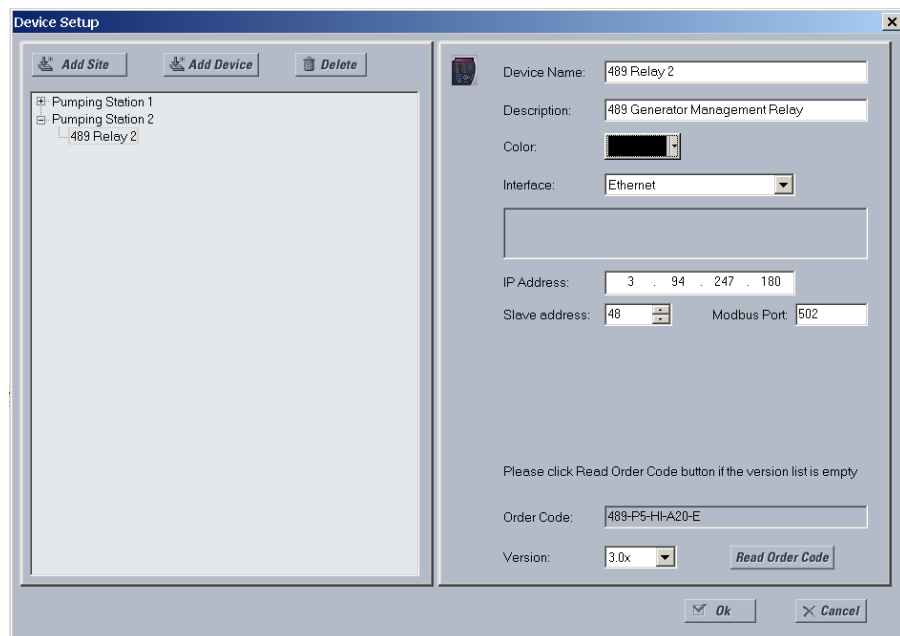 Device Setup
Add Site Add Device Delete
Pumping Station 1
Pumping Station 2
489 Relay 2
Device Name: 489 Relay 2
Description: 489 Generator Management Relay
Color:
Interface: Ethernet
IP Address: 3 . 94 . 247 . 180
Slave address: 48 Modbus Port: 502
Please click Read Order Code button if the version list is empty
Order Code: 489-P5-HI-A20-E
Version: 3.0x Read Order Code
Ok Cancel